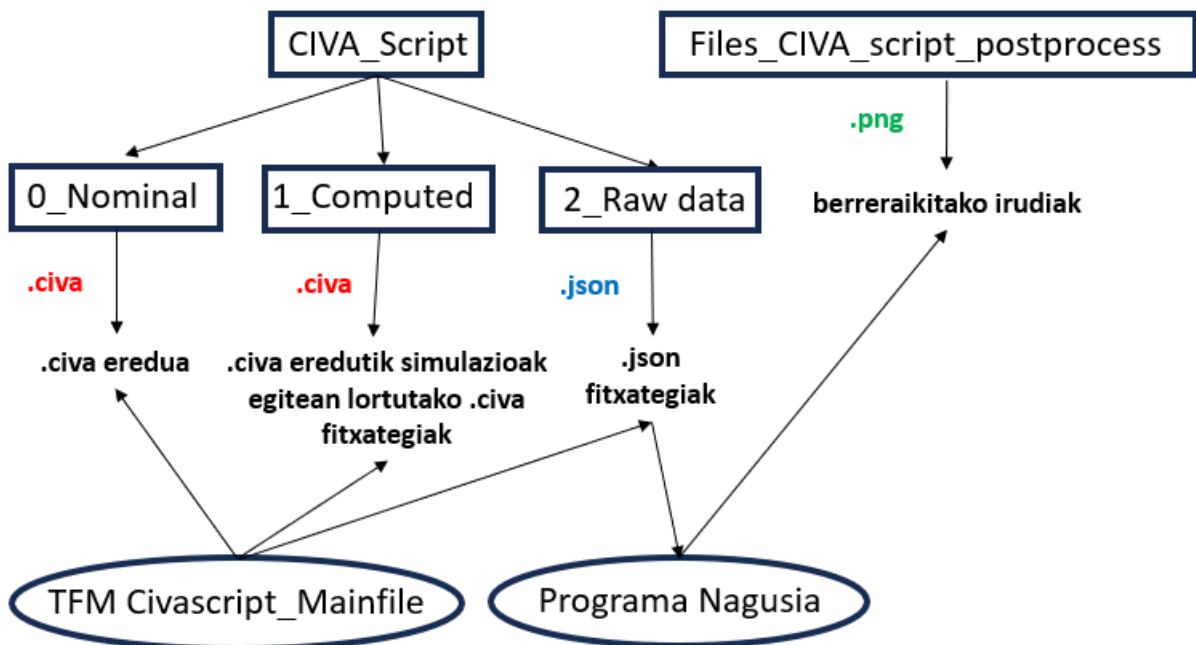 CIVA_Script
Files_CIVA_script_postprocess
.png
0_Nominal
1_Computed
2_Raw data
berreraikitako irudiak
.civa
.civa
.json
.civa eredua
.civa eredutik simulazioak
egitean lortutako .civa
fitxategiak
.json
fitxategiak
TFM Civascript_Mainfile
Programa Nagusia